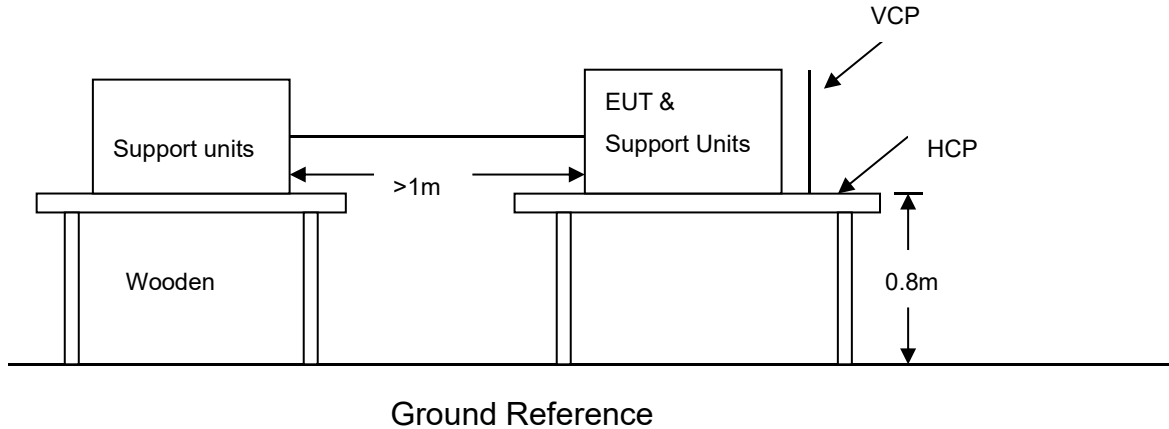 VCP
EUT &
Support Units
Support units
HCP
>1m
Wooden
0.8m
Ground Reference